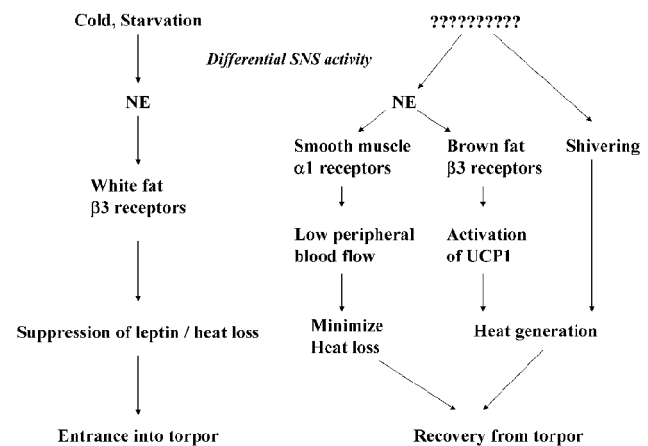 Cold, Starvation
??????????
Differential SNS activity
NE
NE
Smooth muscle
α1 receptors
Brown fat
β3 receptors
Shivering
White fat
β3 receptors
Low peripheral
blood flow
Activation
of UCP1
Suppression of leptin / heat loss
Minimize
Heat loss
Heat generation
Entrance into torpor
Recovery from torpor